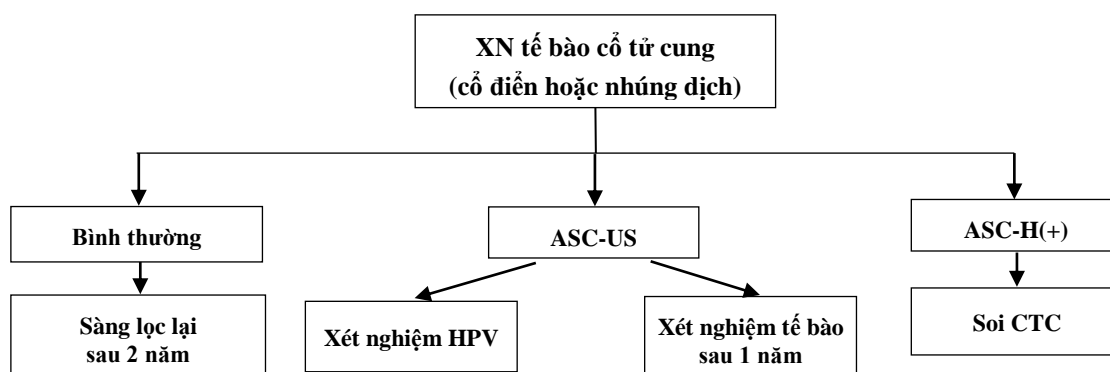 XN tế bào cổ tử cung
(cổ điển hoặc nhúng dịch)
Bình thường
ASC-US
ASC-H(+)
Sàng lọc lại
sau 2 năm
Xét nghiệm HPV
Xét nghiệm tế bào
sau 1 năm
Soi CTC